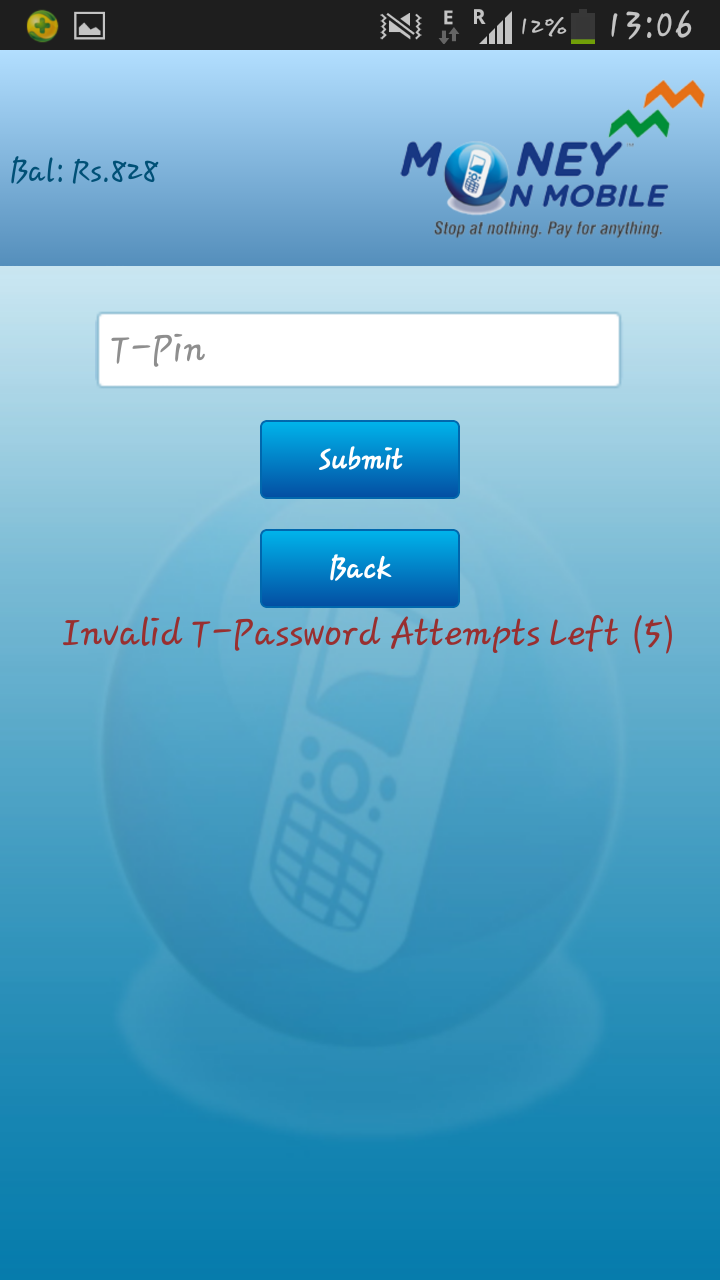 E R 12% 13:06
Bal: Rs.828
MONEY
ON MOBILE
Stop at nothing. Pay for anything.
T-Pin
Submit
Back
Invalid T-Password Attempts Left (5)